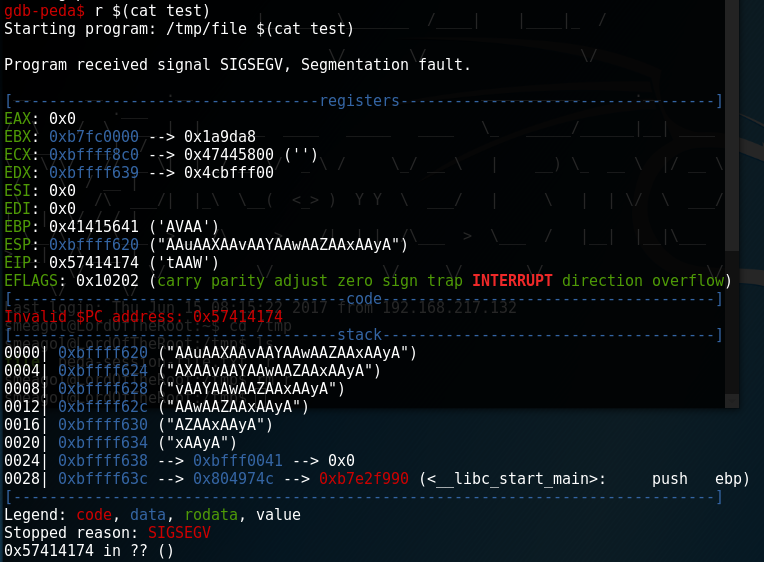 gdb-peda$ r $(cat test)
Starting program: /tmp/file $(cat test)
Program received signal SIGSEGV, Segmentation fault.
[----------------------------------registers-----------------------------------]
EAX: 0x0
EBX: 0xb7fc0000 --> 0x1a9da8
ECX: 0xbffff8c0 --> 0x47445800 ('')
EDX: 0xbffff639 --> 0x4cbfff00
ESI: 0x0
EDI: 0x0
EBP: 0x41415641 ('AVAA')
ESP: 0xbffff620 ("AAuAAXAAvAAYAAwAAZAAxAAyA")
EIP: 0x57414174 ('tAAW')
EFLAGS: 0x10202 (carry parity adjust zero sign trap INTERRUPT direction overflow)
[-------------------------------------code-------------------------------------]
Invalid $PC address: 0x57414174
[------------------------------------stack-------------------------------------]
0000| 0xbffff620 ("AAuAAXAAvAAYAAwAAZAAxAAyA")
0004| 0xbffff624 ("AXAAvAAYAAwAAZAAxAAyA")
0008| 0xbffff628 ("vAAYAAwAAZAAxAAyA")
0012| 0xbffff62c ("AAwAAZAAxAAyA")
0016| 0xbffff630 ("AZAAxAAyA")
0020| 0xbffff634 ("xAAyA")
0024| 0xbffff638 --> 0xbfff0041 --> 0x0
0028| 0xbffff63c --> 0x804974c --> 0xb7e2f990 (<__libc_start_main>: push ebp)
[------------------------------------------------------------------------------]
Legend: code, data, rodata, value
Stopped reason: SIGSEGV
0x57414174 in ?? ()